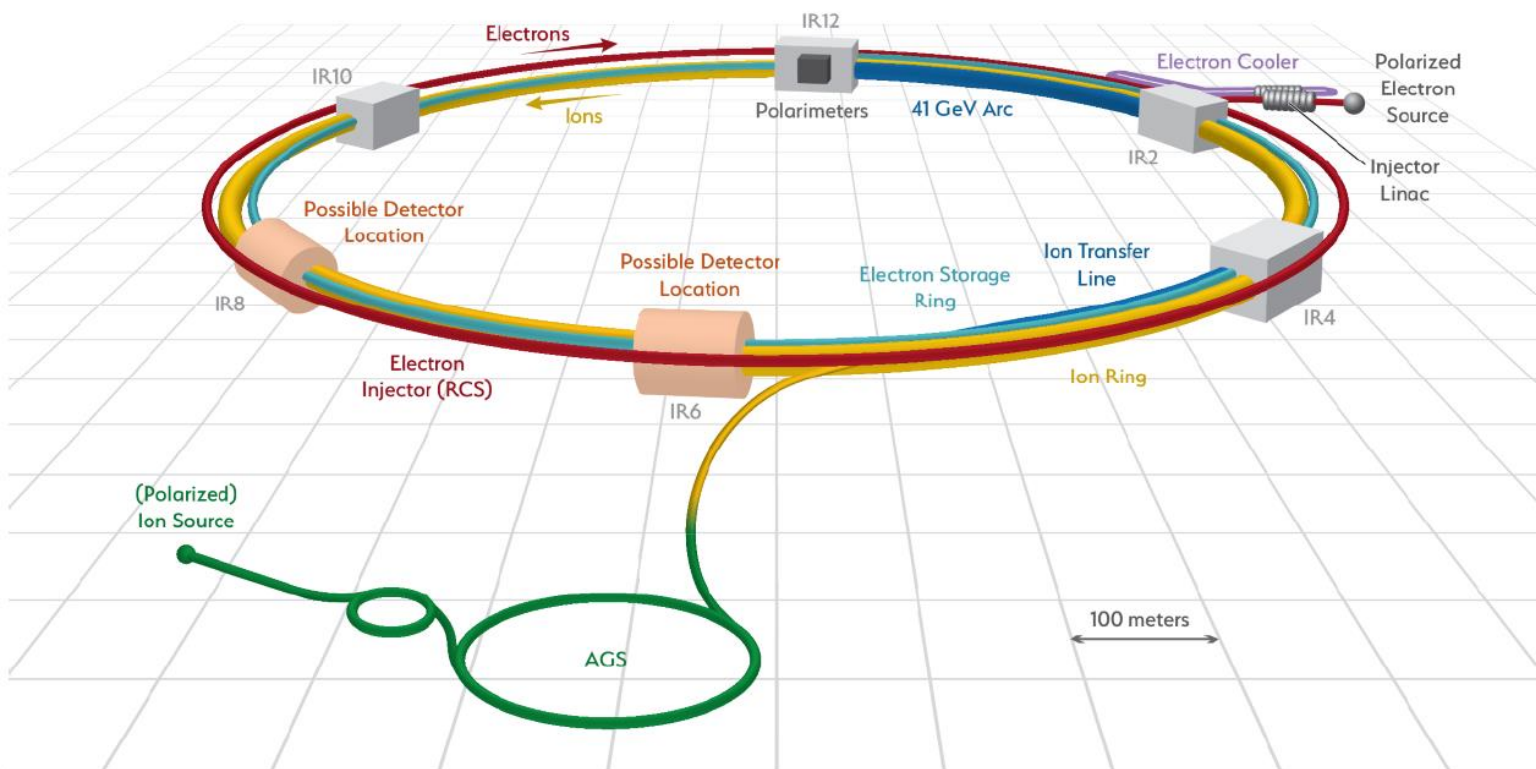 IR12
Electrons
IR10
Ions
Polarimeters
41 GeV Arc
Electron Cooler
Polarized
Electron
Source
IR2
Injector
Linac
Possible Detector
Location
Possible Detector
Location
Electron Storage
Ring
Ion Transfer
Line
IR8
IR4
Electron
Injector (RCS)
IR6
Ion Ring
(Polarized)
Ion Source
AGS
100 meters